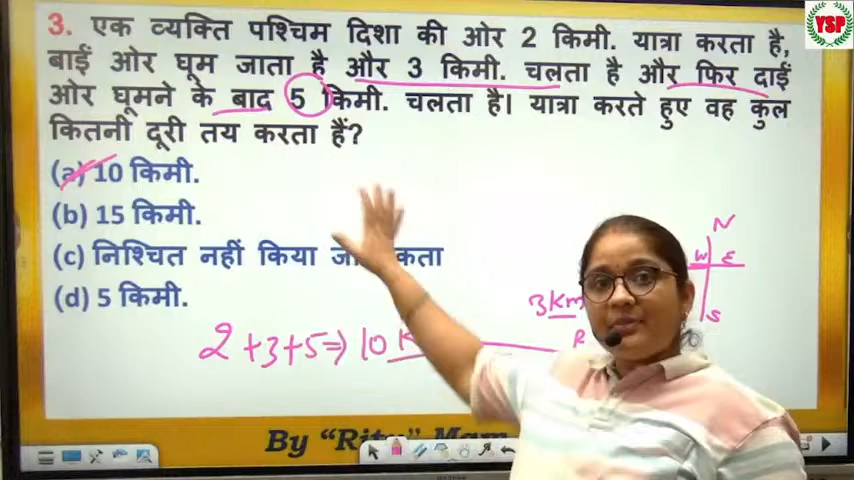 YSP
3. एक व्यक्ति पश्चिम दिशा की ओर 2 किमी. यात्रा करता है,
बाईं ओर घूम जाता है और 3 किमी. चलता है और फिर दाईं
ओर घूमने के बाद 5 किमी. चलता है। यात्रा करते हुए वह कुल
कितनी दूरी तय करता हैं?
(a) 10 किमी.
(b) 15 किमी.
(c) निश्चित नहीं किया
(d) 5 किमी.
N
W E
S
3km
R
2+3+5⇒10
By